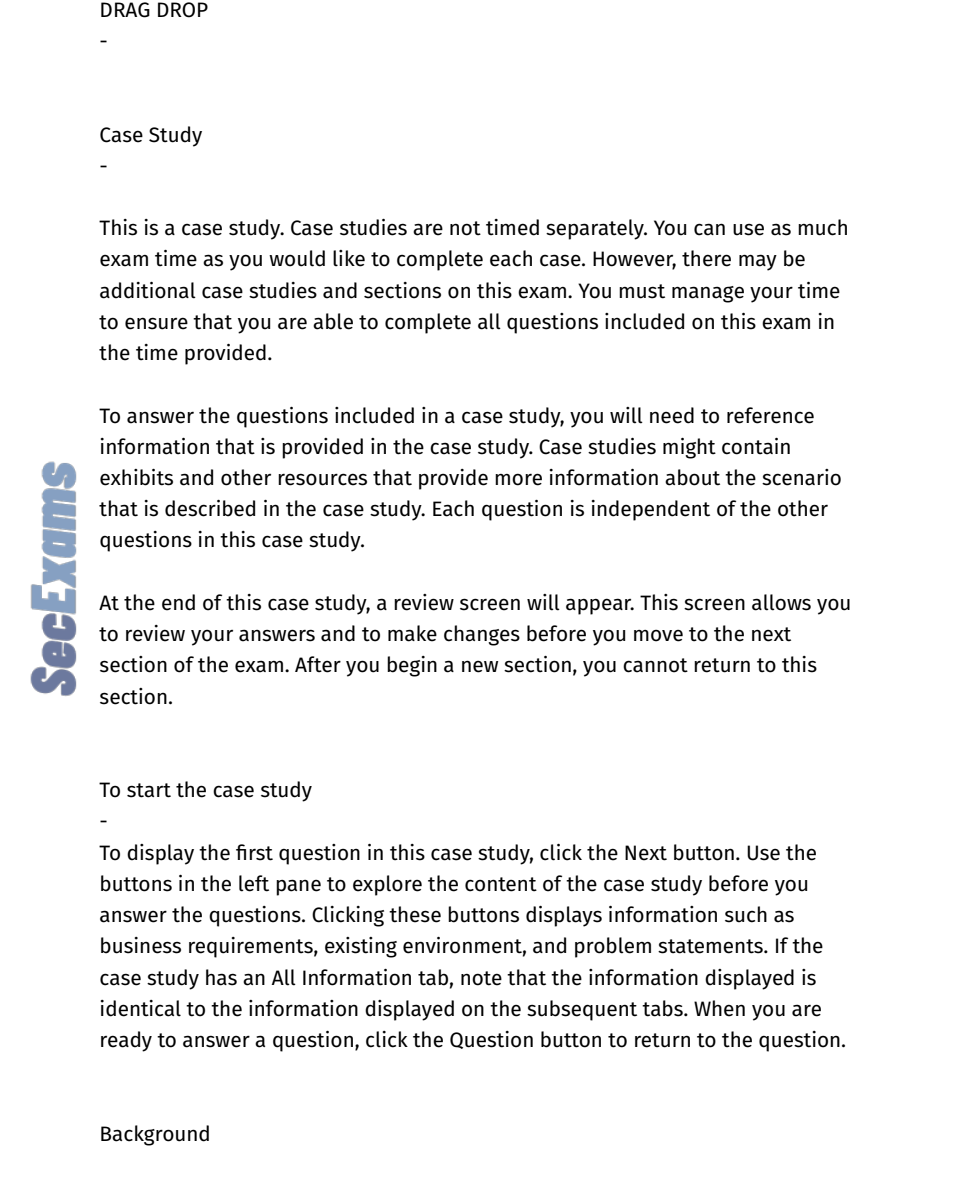 DRAG DROP
-
Case Study
-
This is a case study. Case studies are not timed separately. You can use as much
exam time as you would like to complete each case. However, there may be
additional case studies and sections on this exam. You must manage your time
to ensure that you are able to complete all questions included on this exam in
the time provided.
To answer the questions included in a case study, you will need to reference
information that is provided in the case study. Case studies might contain
exhibits and other resources that provide more information about the scenario
that is described in the case study. Each question is independent of the other
questions in this case study.
SecExams
At the end of this case study, a review screen will appear. This screen allows you
to review your answers and to make changes before you move to the next
section of the exam. After you begin a new section, you cannot return to this
section.
To start the case study
-
To display the first question in this case study, click the Next button. Use the
buttons in the left pane to explore the content of the case study before you
answer the questions. Clicking these buttons displays information such as
business requirements, existing environment, and problem statements. If the
case study has an All Information tab, note that the information displayed is
identical to the information displayed on the subsequent tabs. When you are
ready to answer a question, click the Question button to return to the question.
Background